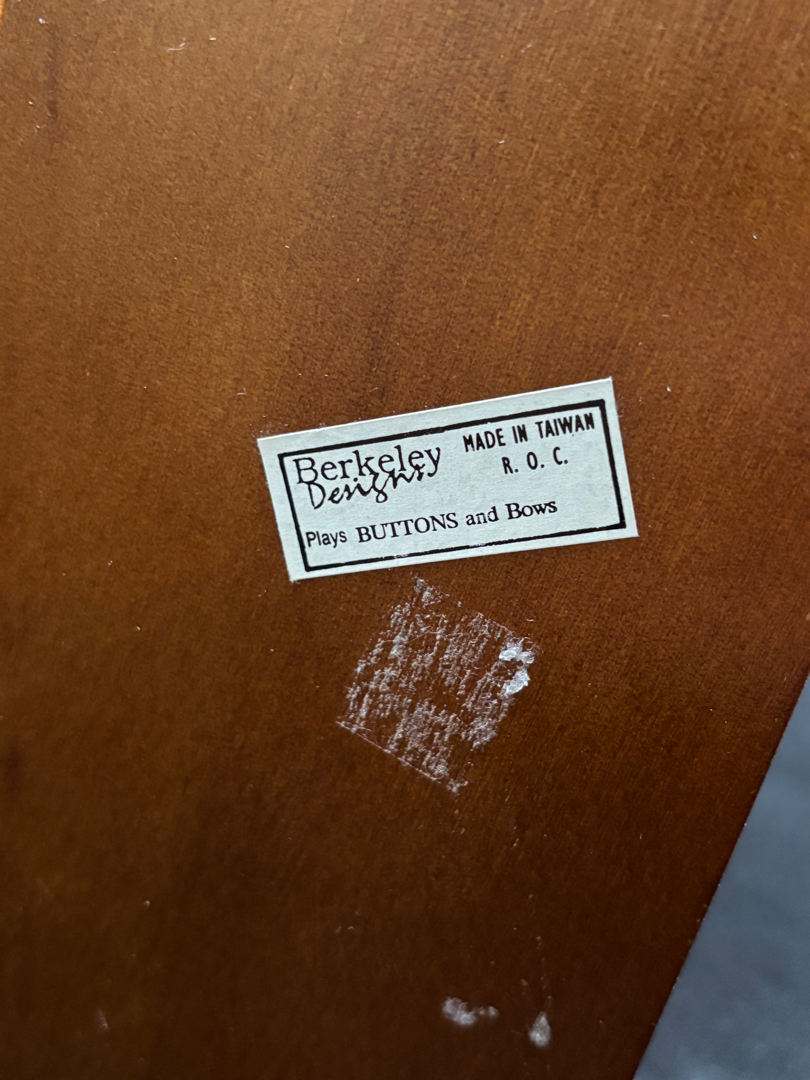 Berkeley
Designs
MADE IN TAIWAN
R. O. C.
Plays BUTTONS and Bows